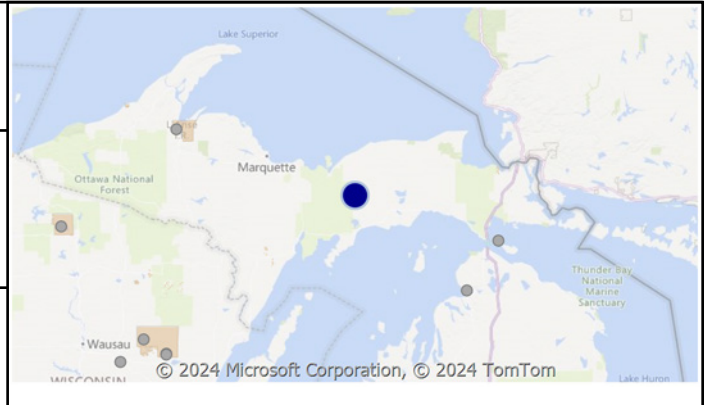 Lake Superior
Marquette
Ottawa National
Forest
Thunder Bay
National
Marine
Sanctuary
Wausau
WISCONSIN
Lake Huron
© 2024 Microsoft Corporation, © 2024 TomTom